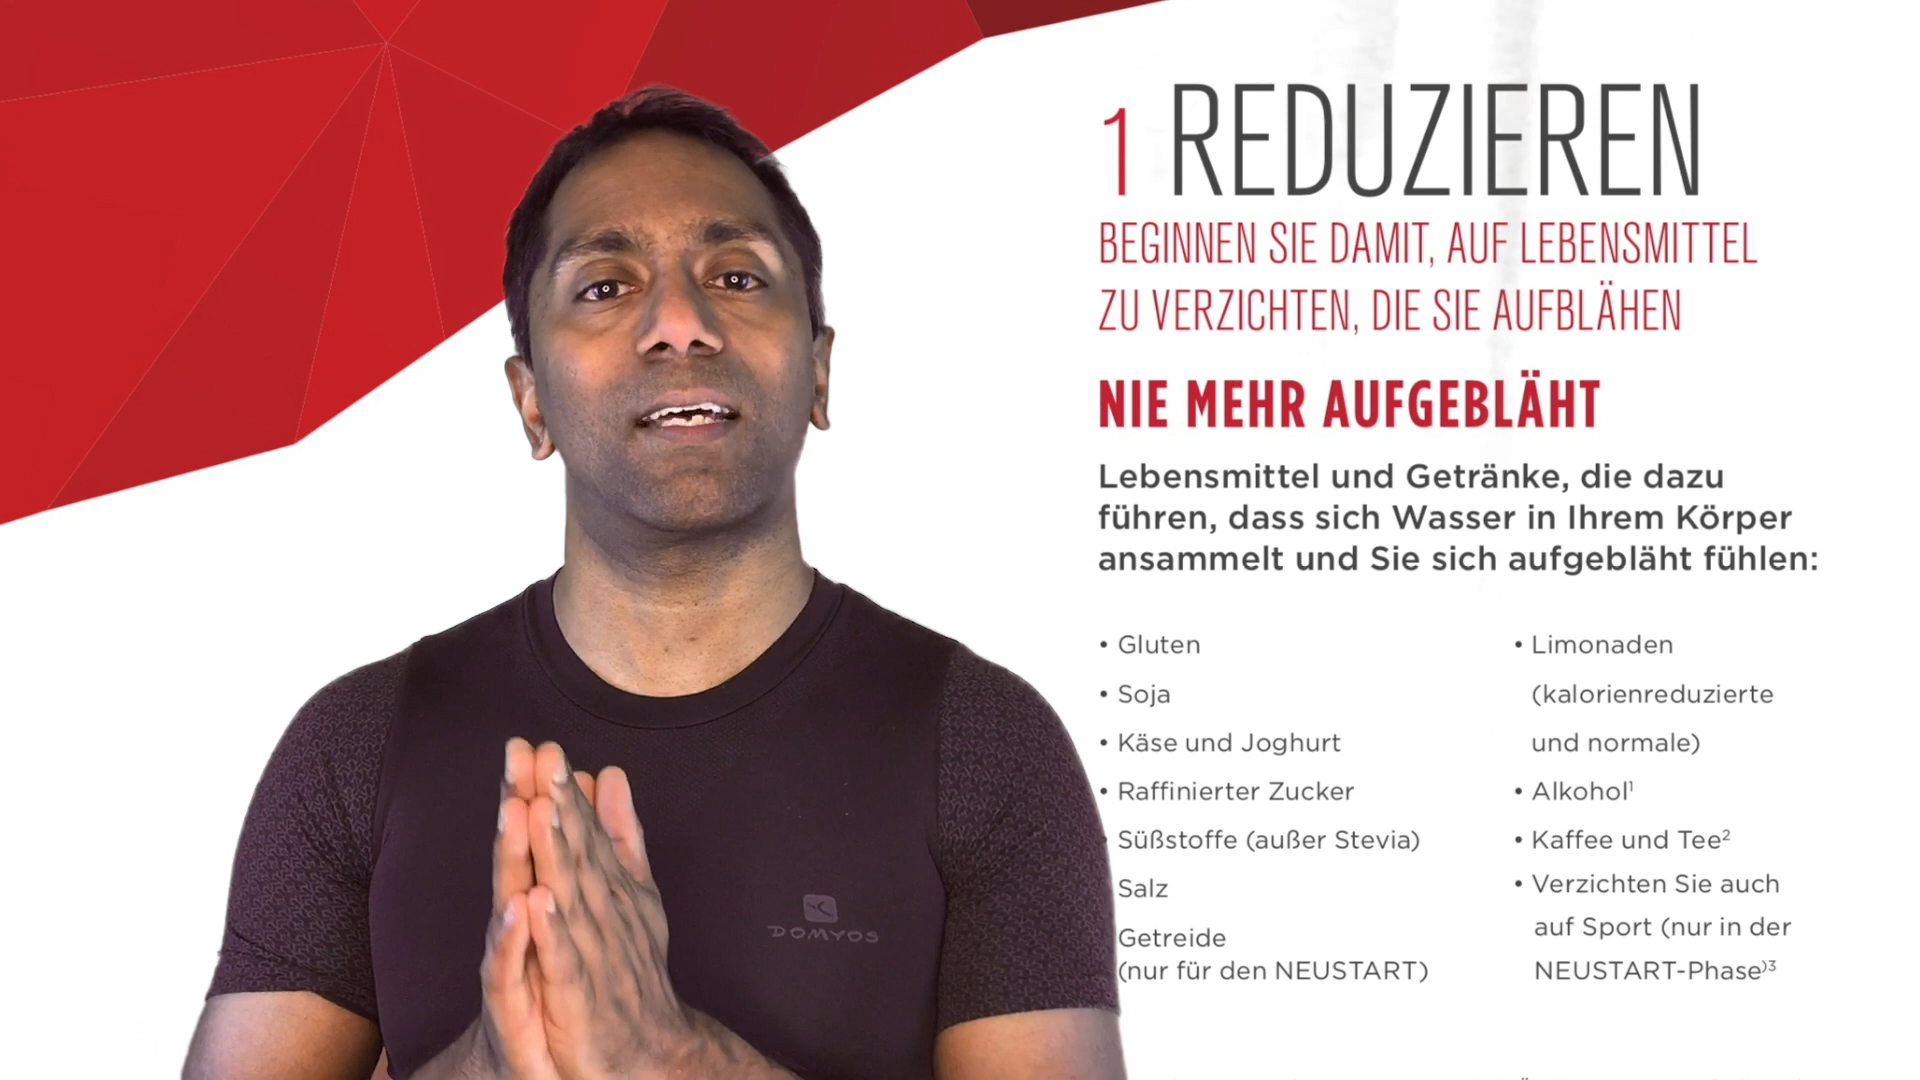 1 REDUZIEREN
BEGINNEN SIE DAMIT, AUF LEBENSMITTEL
ZU VERZICHTEN, DIE SIE AUFBLÄHEN
NIE MEHR AUFGEBLÄHT
Lebensmittel und Getränke, die dazu
führen, dass sich Wasser in Ihrem Körper
ansammelt und Sie sich aufgebläht fühlen:
• Gluten
• Soja
• Käse und Joghurt
• Raffinierter Zucker
Süßstoffe (außer Stevia)
Salz
Getreide
(nur für den NEUSTART)
• Limonaden
(kalorienreduzierte
und normale)
• Alkohol¹
• Kaffee und Tee²
• Verzichten Sie auch
auf Sport (nur in der
NEUSTART-Phase⁾³
DOMYOS